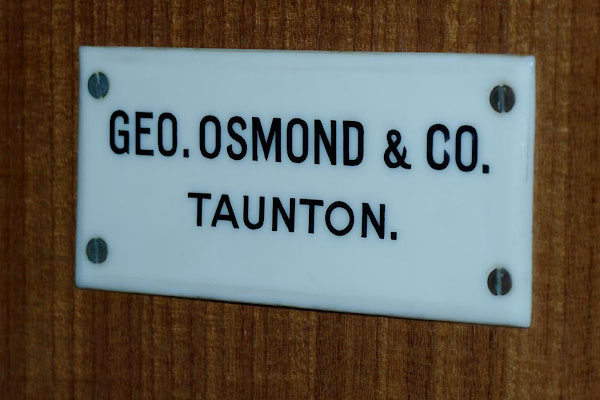 GEO. OSMOND & CO.
TAUNTON.